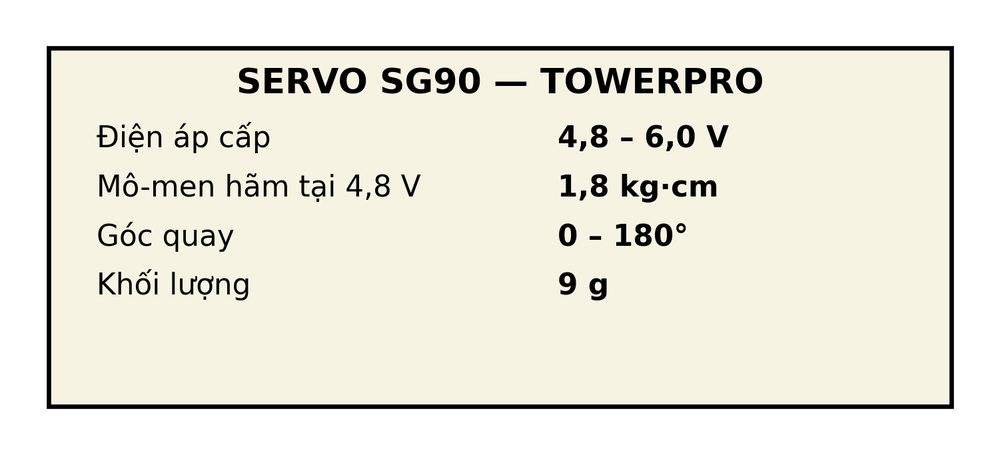 SERVO SG90 — TOWERPRO
Điện áp cấp 4,8 – 6,0 V
Mô-men hãm tại 4,8 V 1,8 kg·cm
Góc quay 0 – 180°
Khối lượng 9 g